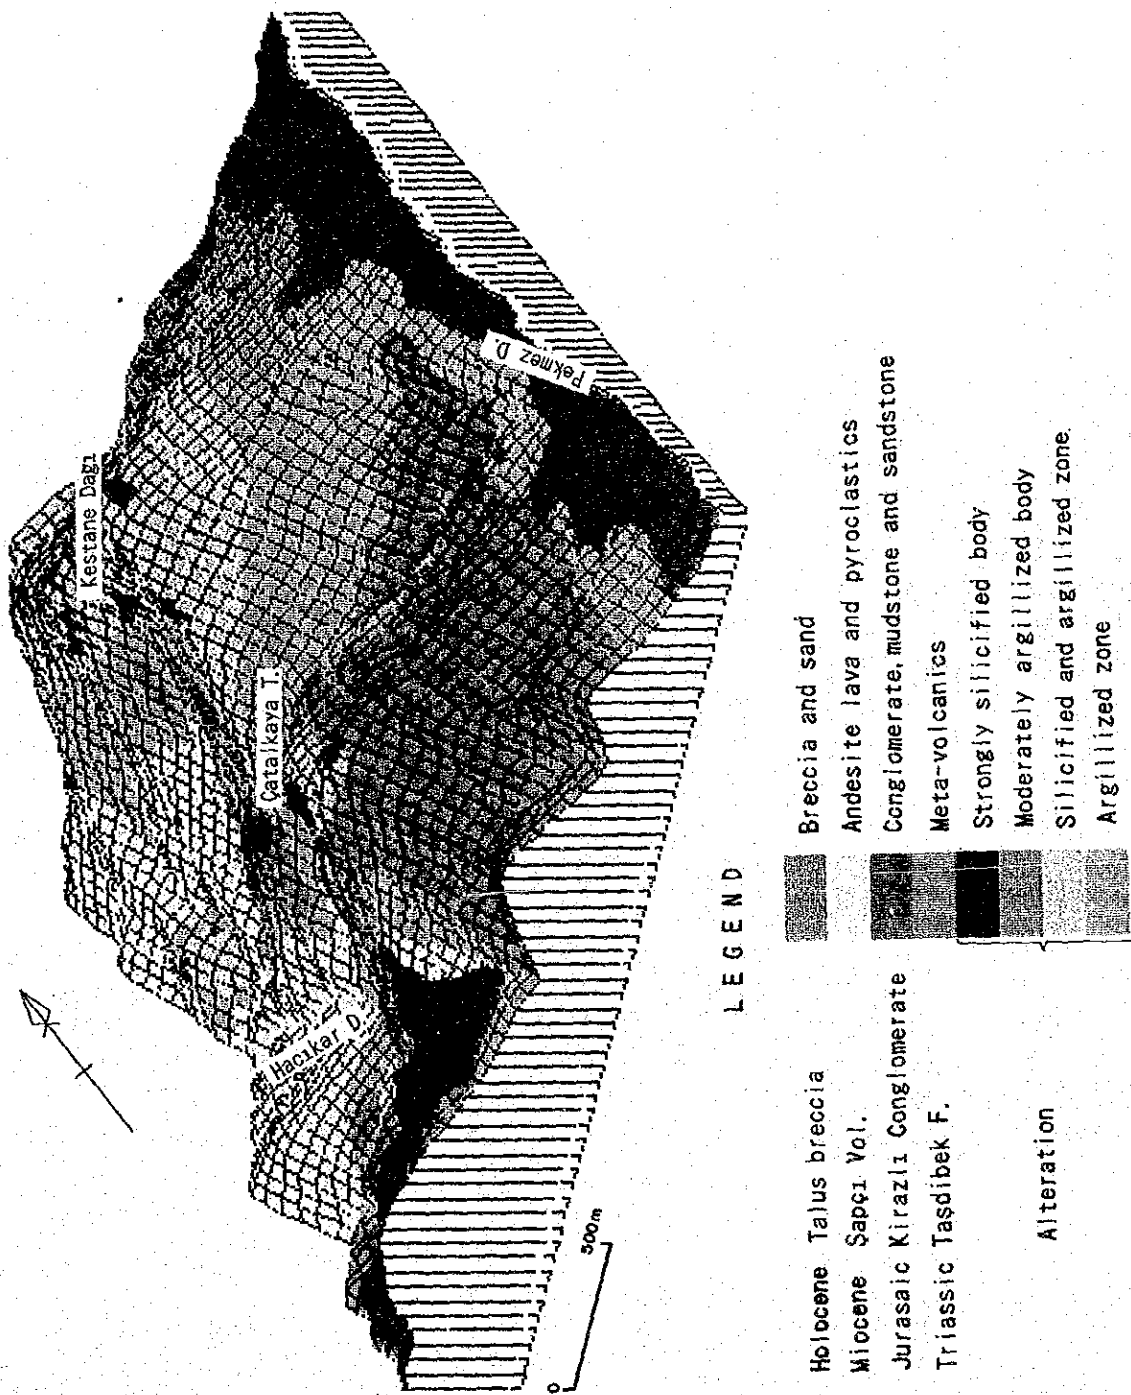 Kestane Dagı
Çatalkaya T.
Pekmez D.
Hacıkar D.
0 500m
LEGEND
Holocene Talus breccia Breccia and sand
Miocene Şapçı Vol. Andesite lava and pyroclastics
Jurasaic Kirazlı Conglomerate Conglomerate, mudstone and sandstone
Triassic Taşdibek F. Meta-volcanics
Alteration
Strongly silicified body
Moderately argillized body
Silicified and argillized zone
Argillized zone